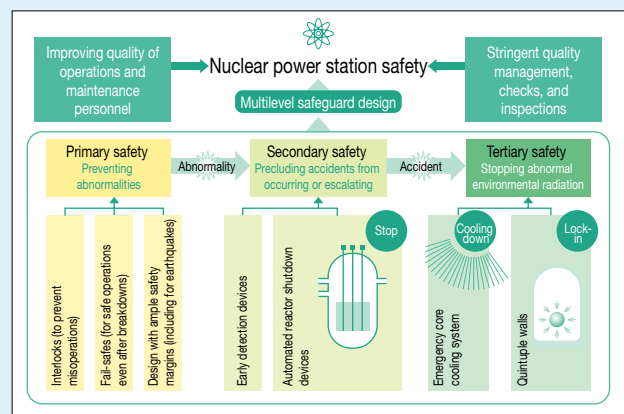 Improving quality of
operations and
maintenance
personnel
Nuclear power station safety
Stringent quality
management,
checks, and
inspections
Multilevel safeguard design
Primary safety
Preventing
abnormalities
Abnormality
Secondary safety
Precluding accidents from
occurring or escalating
Accident
Tertiary safety
Stopping abnormal
environmental radiation
Interlocks (to prevent
misoperations)
Fail-safes (for safe operations
even after breakdowns)
Design with ample safety
margins (including for earthquakes)
Early detection devices
Automated reactor shutdown
devices
Stop
Emergency core
cooling system
Cooling
down
Quintuple walls
Lock-
in